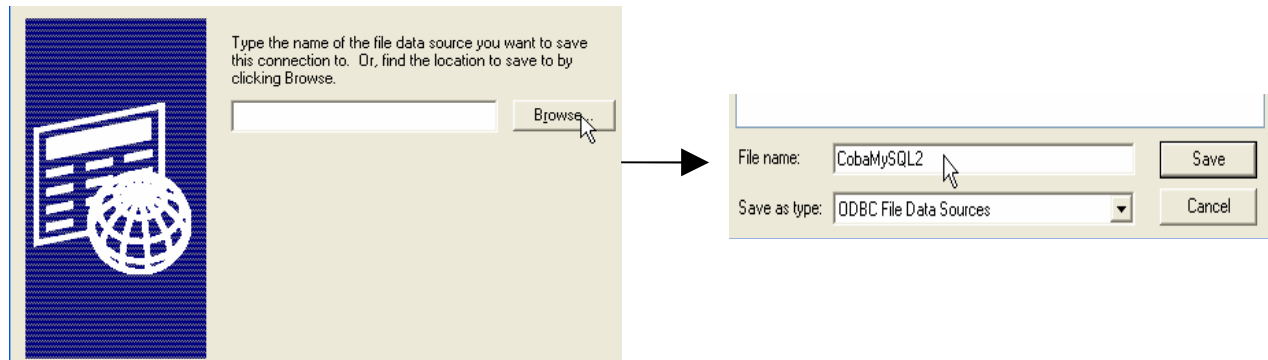 Type the name of the file data source you want to save
this connection to. Or, find the location to save to by
clicking Browse.
Browse...
File name:
CobaMySQL2
Save
Save as type:
ODBC File Data Sources
Cancel